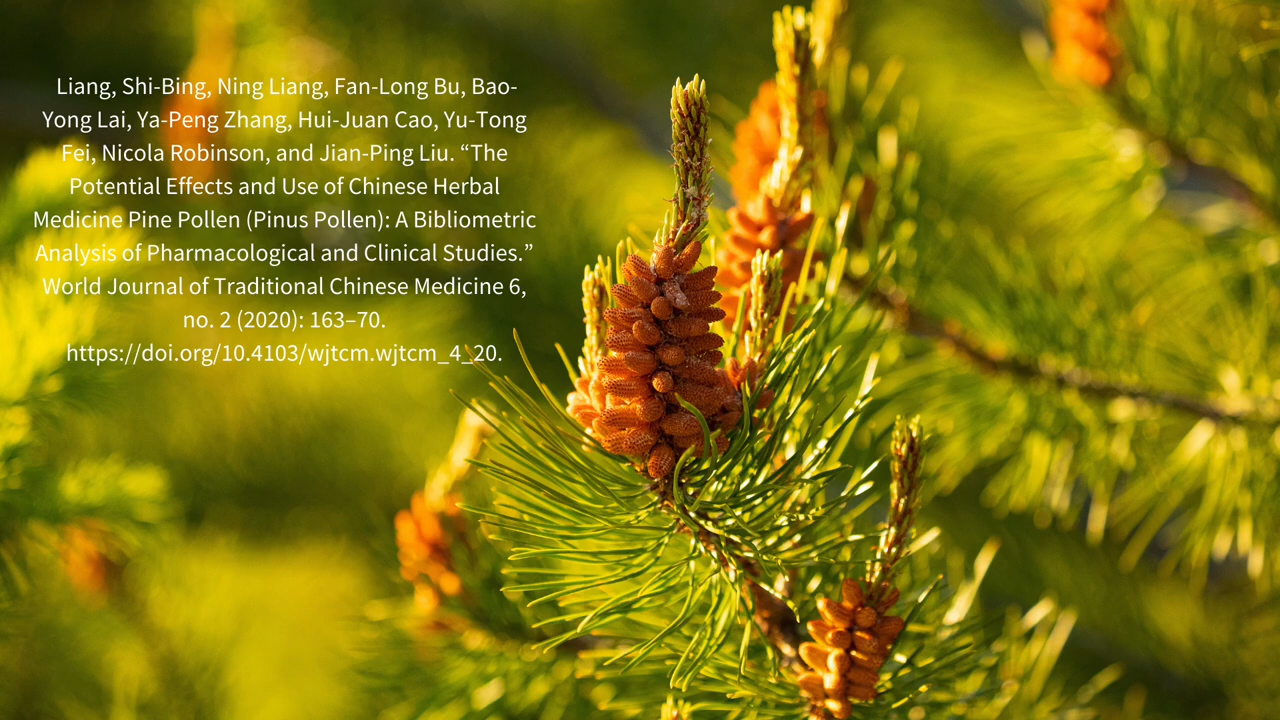 Liang, Shi-Bing, Ning Liang, Fan-Long Bu, Bao-
Yong Lai, Ya-Peng Zhang, Hui-Juan Cao, Yu-Tong
Fei, Nicola Robinson, and Jian-Ping Liu. “The
Potential Effects and Use of Chinese Herbal
Medicine Pine Pollen (Pinus Pollen): A Bibliometric
Analysis of Pharmacological and Clinical Studies.”
World Journal of Traditional Chinese Medicine 6,
no. 2 (2020): 163–70.
https://doi.org/10.4103/wjtcm.wjtcm_4_20.